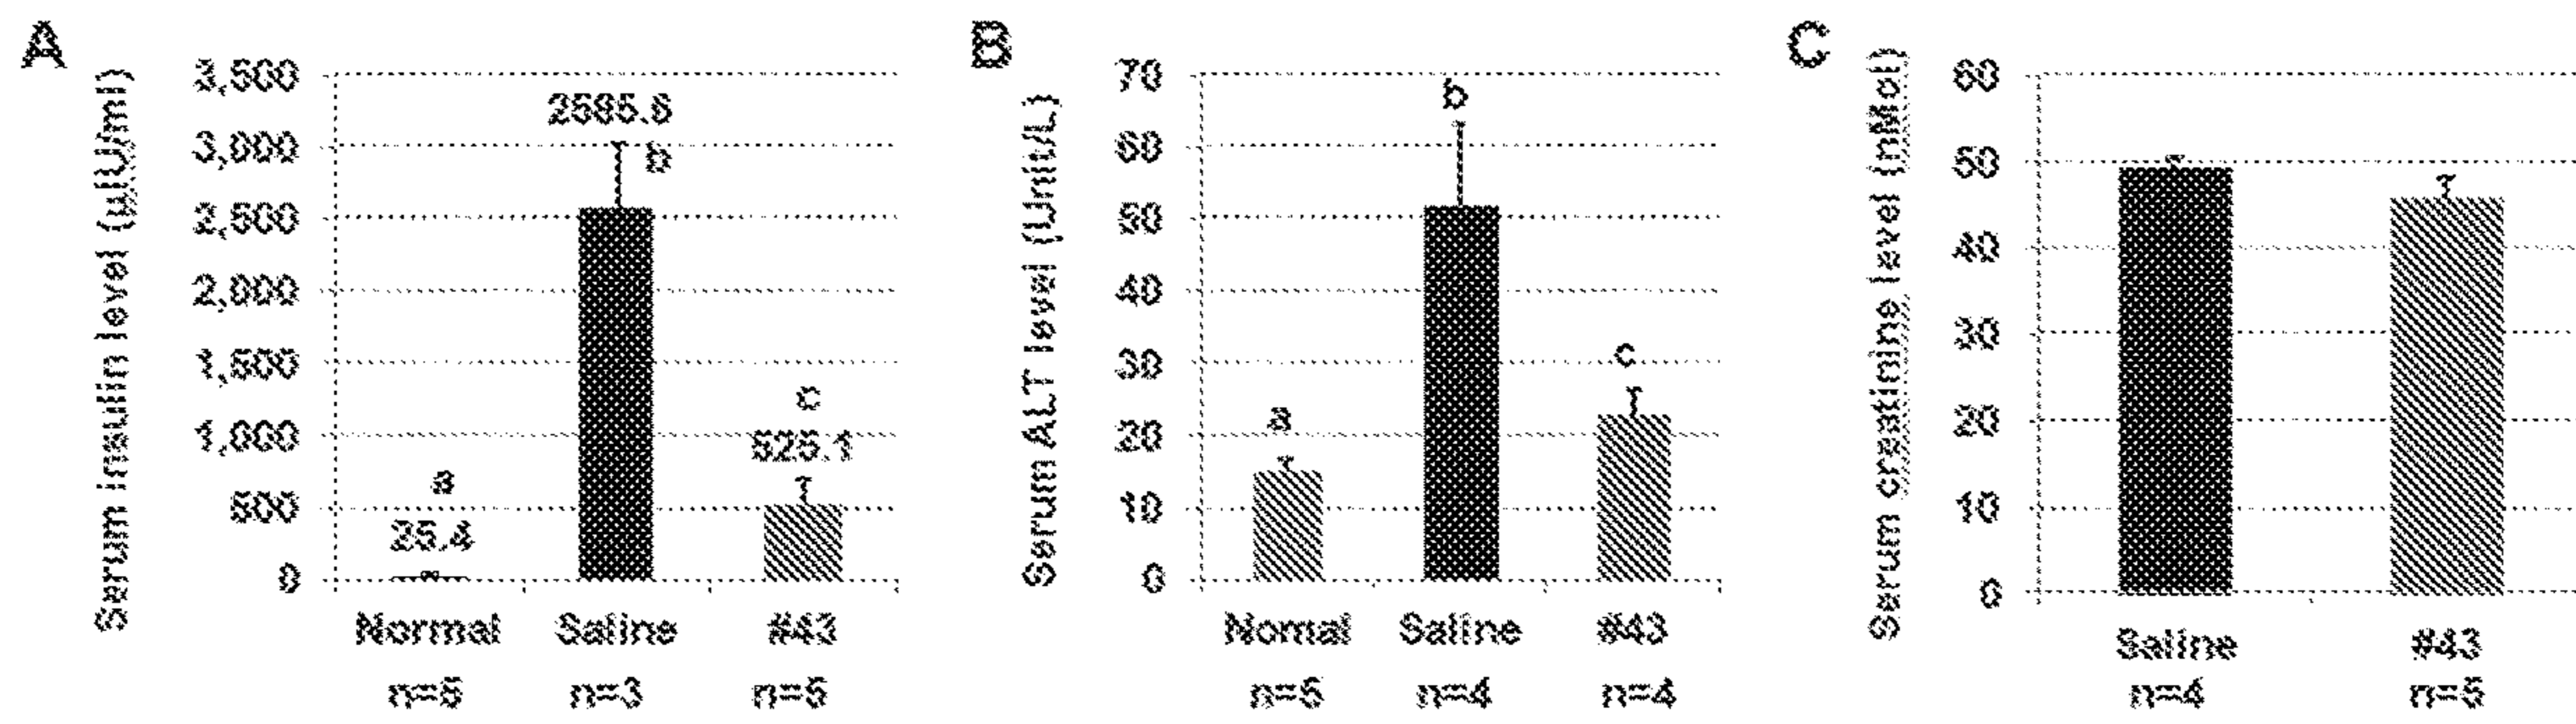 A
Serum insulin level (µIU/ml)
3,500
3,000
2,500
2,000
1,500
1,000
500
0
a
25.4
2585.6
b
c
525.1
Normal
Saline
#43
n=5
n=3
n=5
B
Serum ALT level (Unit/L)
70
60
50
40
30
20
10
0
a
b
c
Nomal
Saline
#43
n=5
n=4
n=4
C
Serum creatinine level (nMol)
60
50
40
30
20
10
0
Saline
#43
n=4
n=5